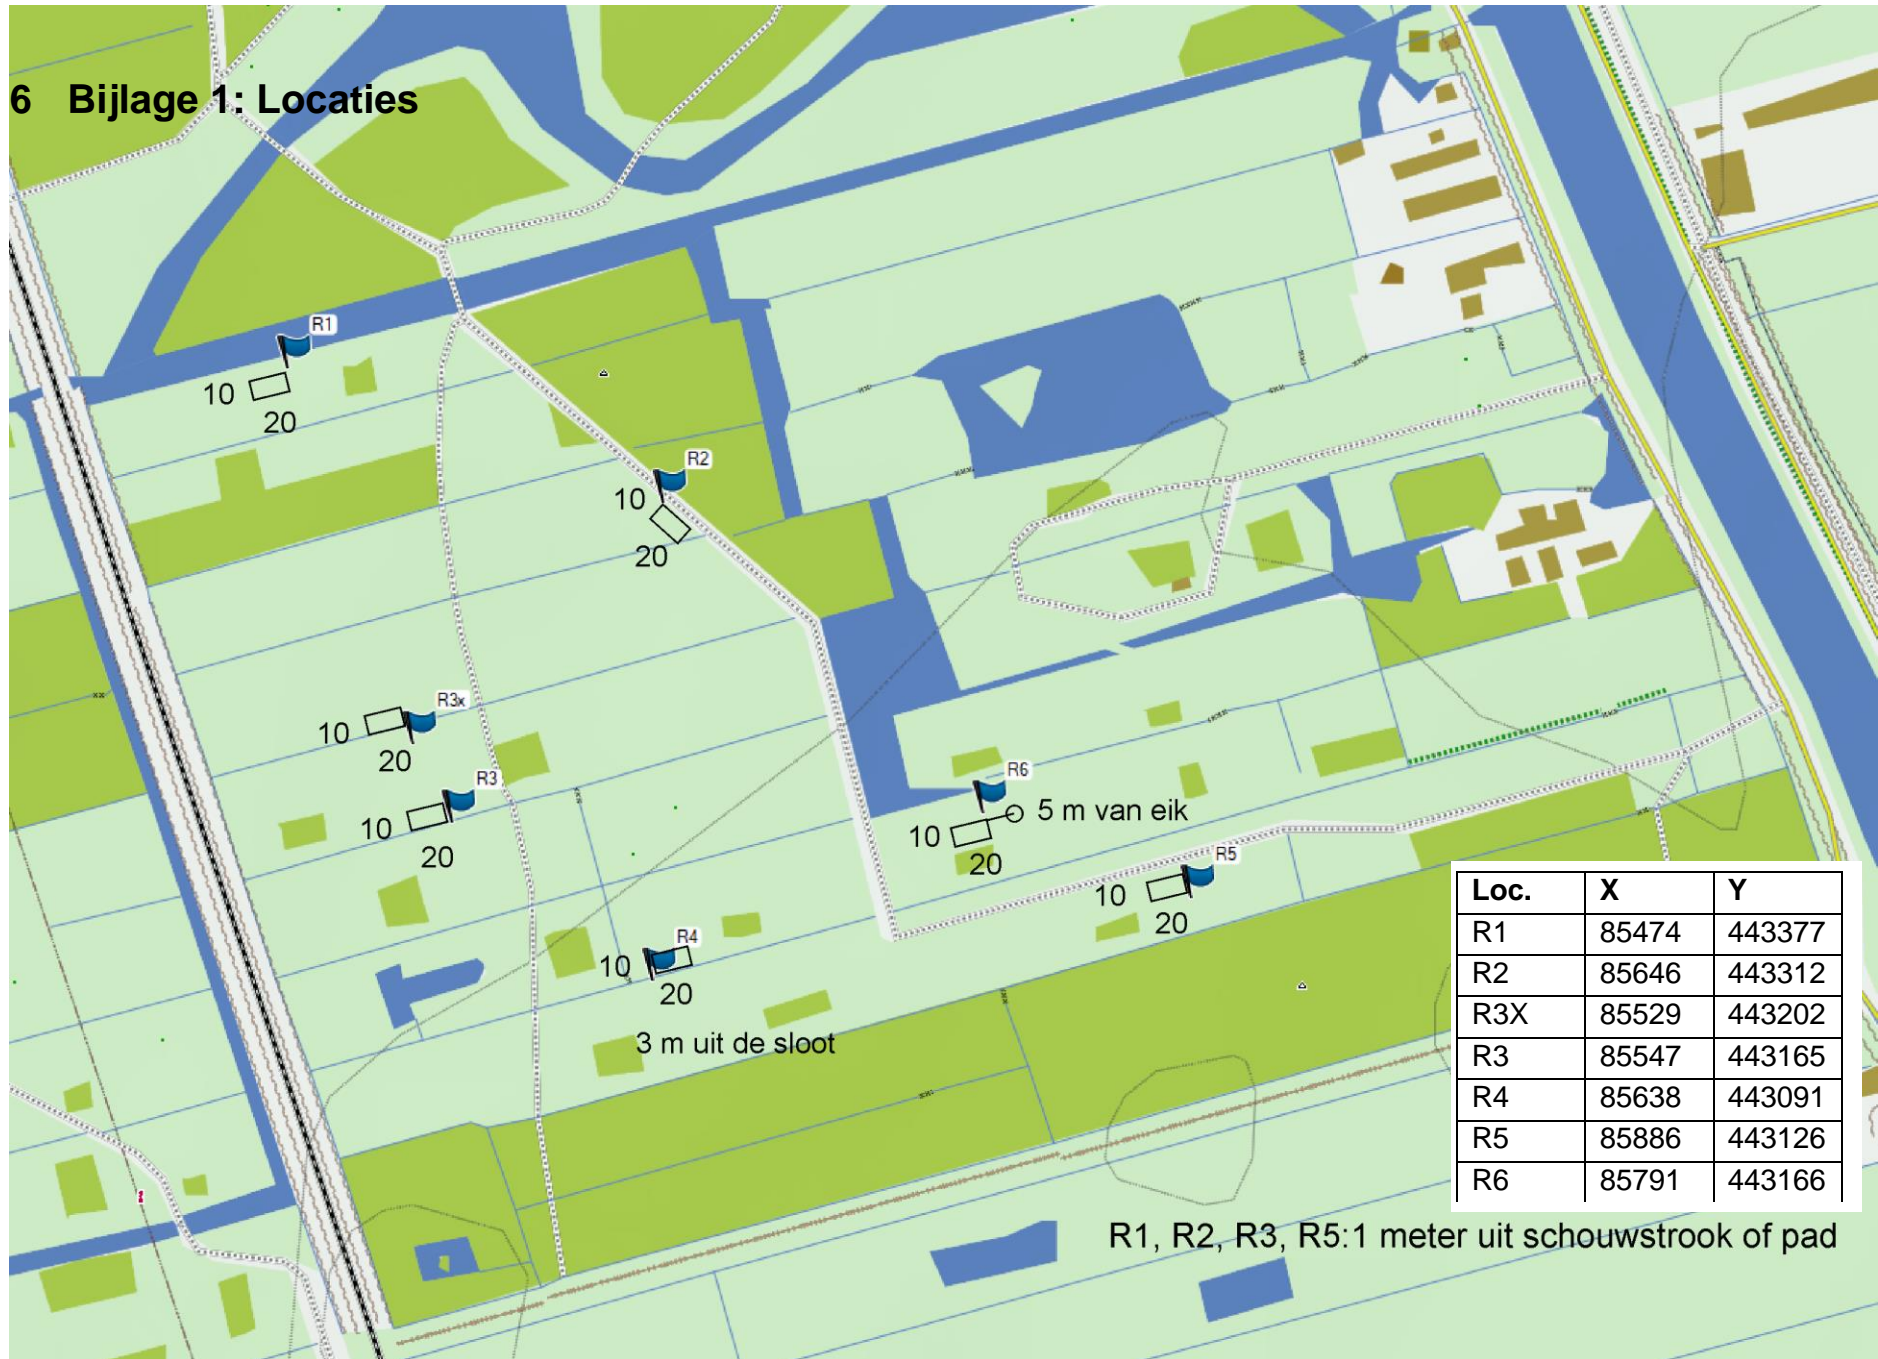 6 Bijlage 1: Locaties
R1
10
20
R2
10
20
R3x
10
20
R3
10
20
R6
5 m van eik
10
20
R5
10
20
R4
10
20
3 m uit de sloot
Loc. X Y
R1 85474 443377
R2 85646 443312
R3X 85529 443202
R3 85547 443165
R4 85638 443091
R5 85886 443126
R6 85791 443166
R1, R2, R3, R5:1 meter uit schouwstrook of pad